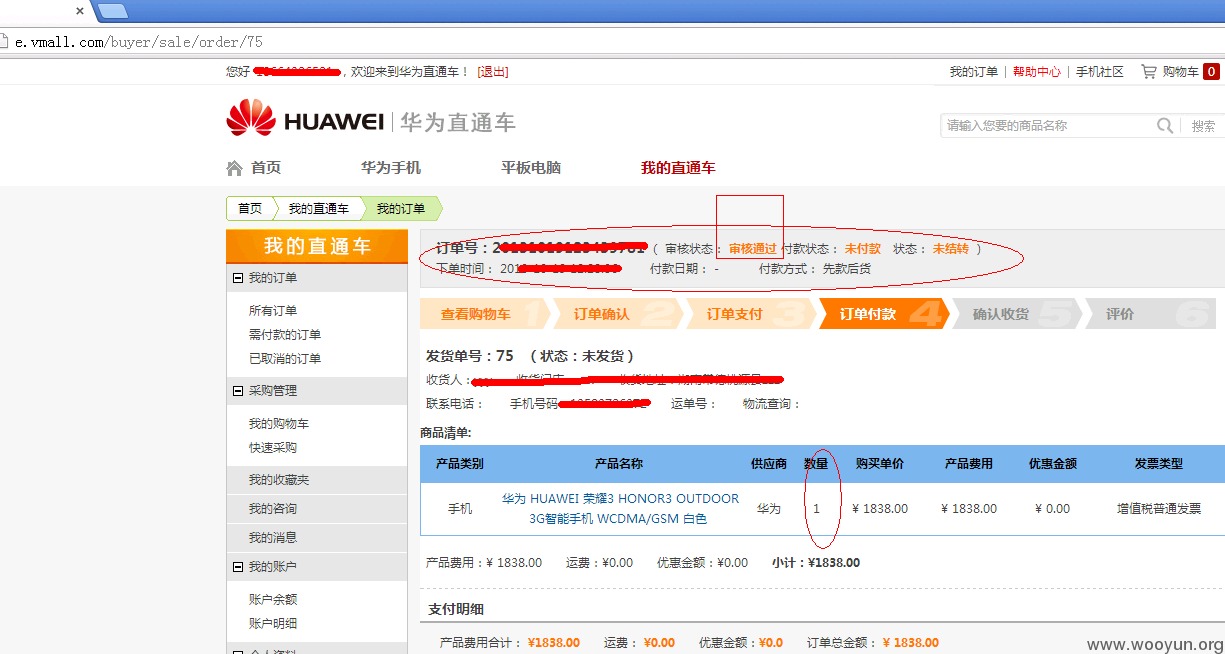 e.vmall.com/buyer/sale/order/75
您好 ，欢迎来到华为直通车！ [退出]
我的订单 | 帮助中心 | 手机社区 购物车 0
HUAWEI 华为直通车
请输入您要的商品名称 搜索
首页 华为手机 平板电脑 我的直通车
首页 我的直通车 我的订单
我的直通车
我的订单
所有订单
需付款的订单
已取消的订单
采购管理
我的购物车
快速采购
我的收藏夹
我的咨询
我的消息
我的账户
账户余额
账户明细
个人资料
订单号： （ 审核状态： 审核通过 付款状态： 未付款 状态： 未结转 ）
下单时间： 付款日期： - 付款方式： 先款后货
查看购物车 1 订单确认 2 订单支付 3 订单付款 4 确认收货 5 评价 6
发货单号：75 （ 状态：未发货 ）
收货人：
联系电话： 手机号码 运单号： 物流查询：
商品清单:
产品类别 产品名称 供应商 数量 购买单价 产品费用 优惠金额 发票类型
手机 华为 HUAWEI 荣耀3 HONOR3 OUTDOOR 华为 1 ¥ 1838.00 ¥ 1838.00 ¥ 0.00 增值税普通发票
3G智能手机 WCDMA/GSM 白色
产品费用：¥ 1838.00 运费：¥0.00 优惠金额：¥0.00 小计：¥1838.00
支付明细
产品费用合计： ¥1838.00 运费： ¥0.00 优惠金额：¥0.0 订单总金额： ¥ 1838.00
www.wooyun.org